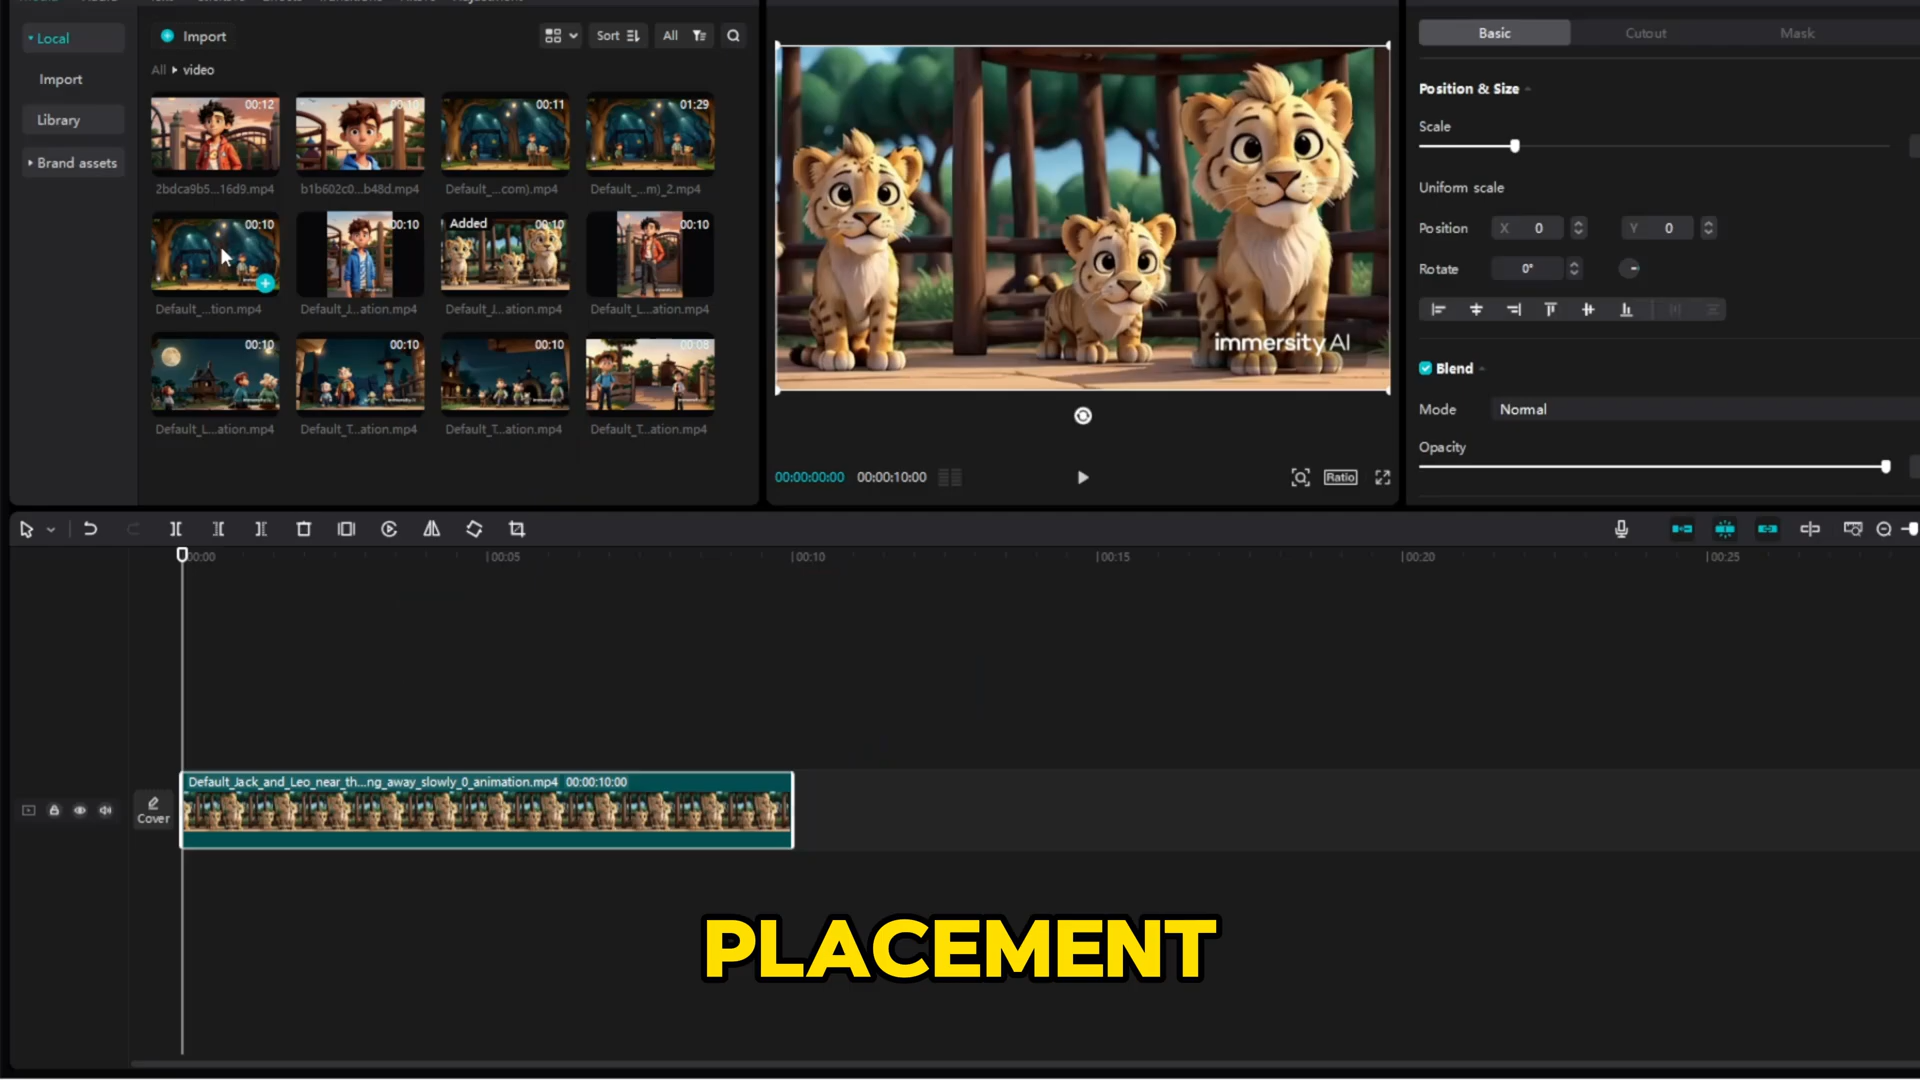 Local
Import
Library
Brand assets
Import
Sort
All
All video
00:12
00:10
00:11
01:29
2bdca9b5...16d9.mp4
b1b602c0...b48d.mp4
Default_...com).mp4
Default_...m)_2.mp4
00:10
00:10
Added 00:10
00:10
Default_...tion.mp4
Default_J...ation.mp4
Default_J...ation.mp4
Default_L...ation.mp4
00:10
00:10
00:10
00:08
Default_L...ation.mp4
Default_T...ation.mp4
Default_T...ation.mp4
Default_T...ation.mp4
immersity AI
00:00:00:00 00:00:10:00
Ratio
Basic
Cutout
Mask
Position & Size
Scale
Uniform scale
Position X 0 Y 0
Rotate 0°
Blend
Mode Normal
Opacity
00:00
00:05
00:10
00:15
00:20
00:25
Cover
Default_Jack_and_Leo_near_th...ng_away_slowly_0_animation.mp4 00:00:10:00
PLACEMENT